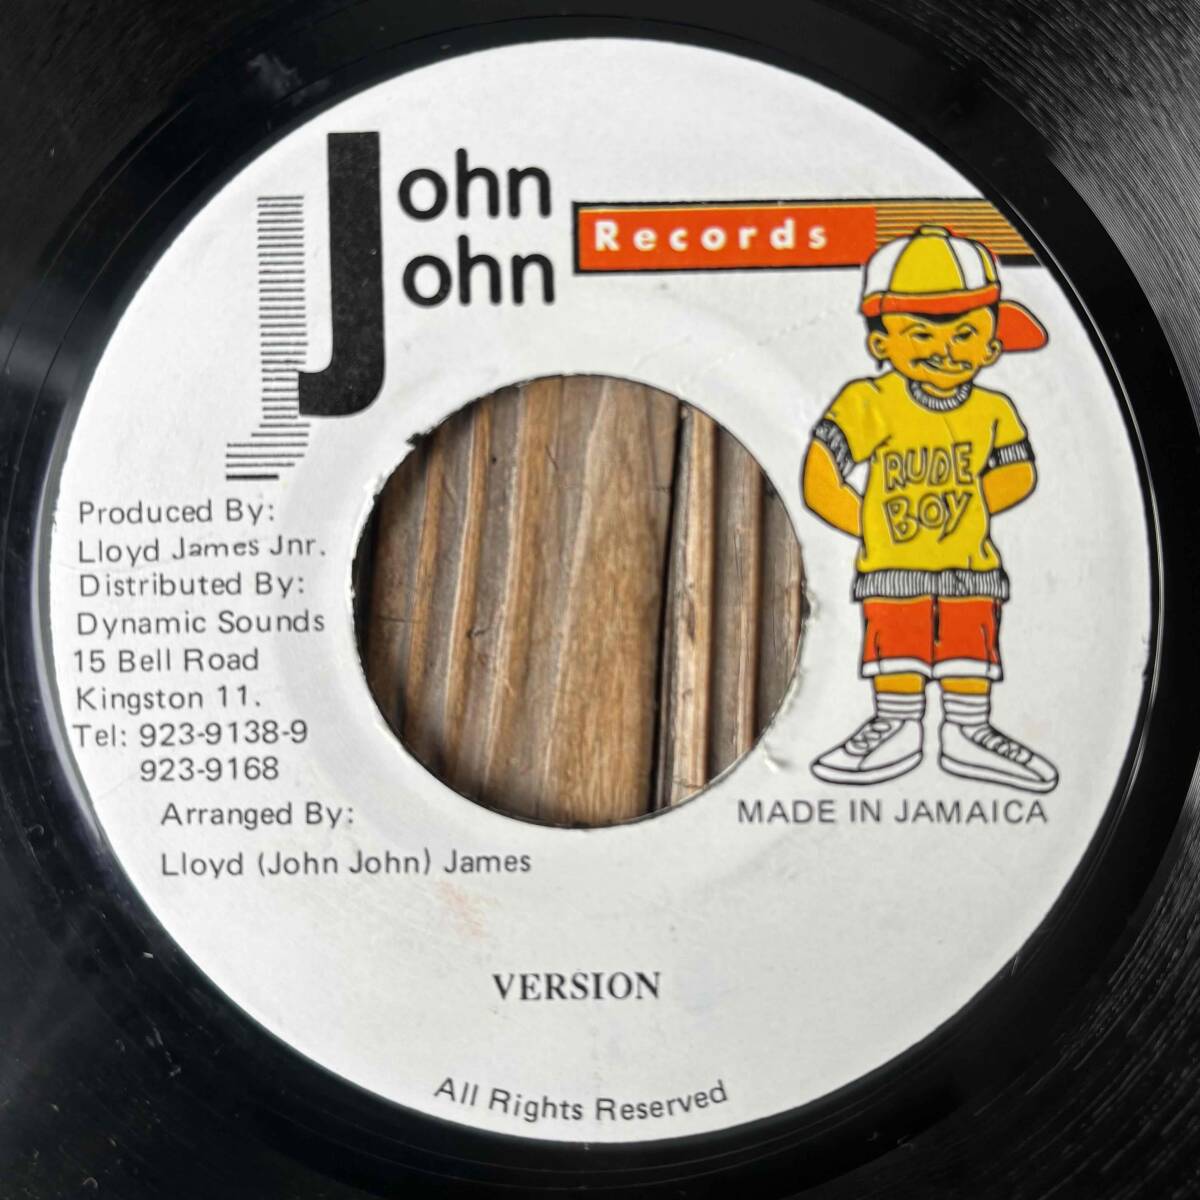 John
John
Records
RUDE
BOY
Produced By:
Lloyd James Jnr.
Distributed By:
Dynamic Sounds
15 Bell Road
Kingston 11.
Tel: 923-9138-9
923-9168
Arranged By:
Lloyd (John John) James
MADE IN JAMAICA
VERSION
All Rights Reserved